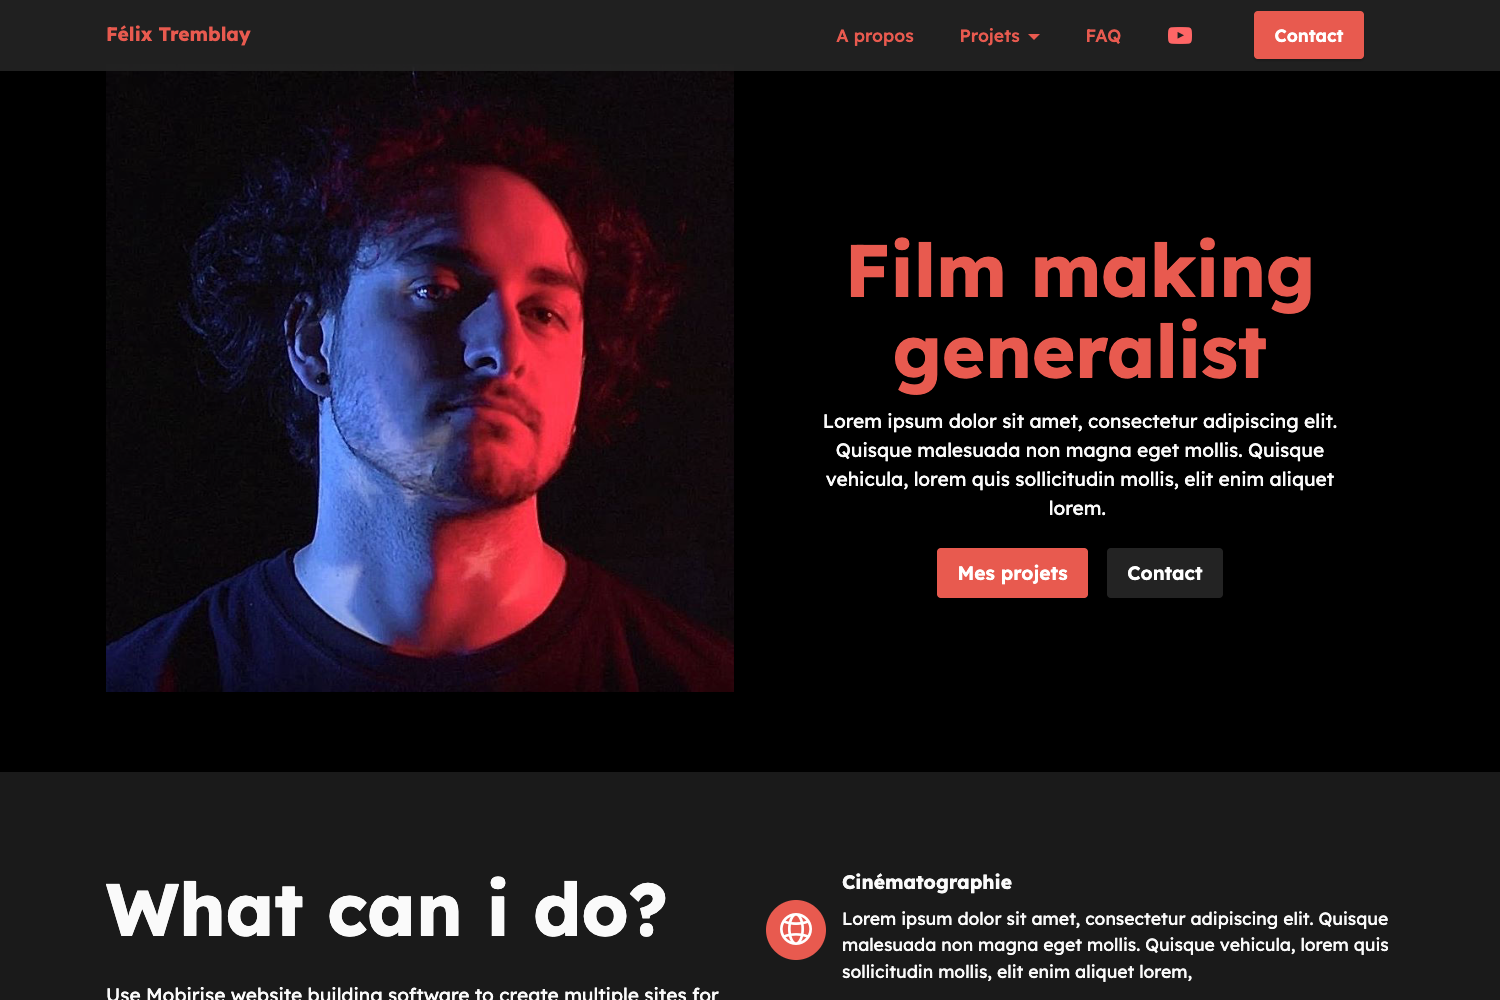 Félix Tremblay
A propos
Projets
FAQ
Contact
Film making
generalist
Lorem ipsum dolor sit amet, consectetur adipiscing elit.
Quisque malesuada non magna eget mollis. Quisque
vehicula, lorem quis sollicitudin mollis, elit enim aliquet
lorem.
Mes projets
Contact
What can i do?
Use Mobirise website building software to create multiple sites for
Cinématographie
Lorem ipsum dolor sit amet, consectetur adipiscing elit. Quisque
malesuada non magna eget mollis. Quisque vehicula, lorem quis
sollicitudin mollis, elit enim aliquet lorem,